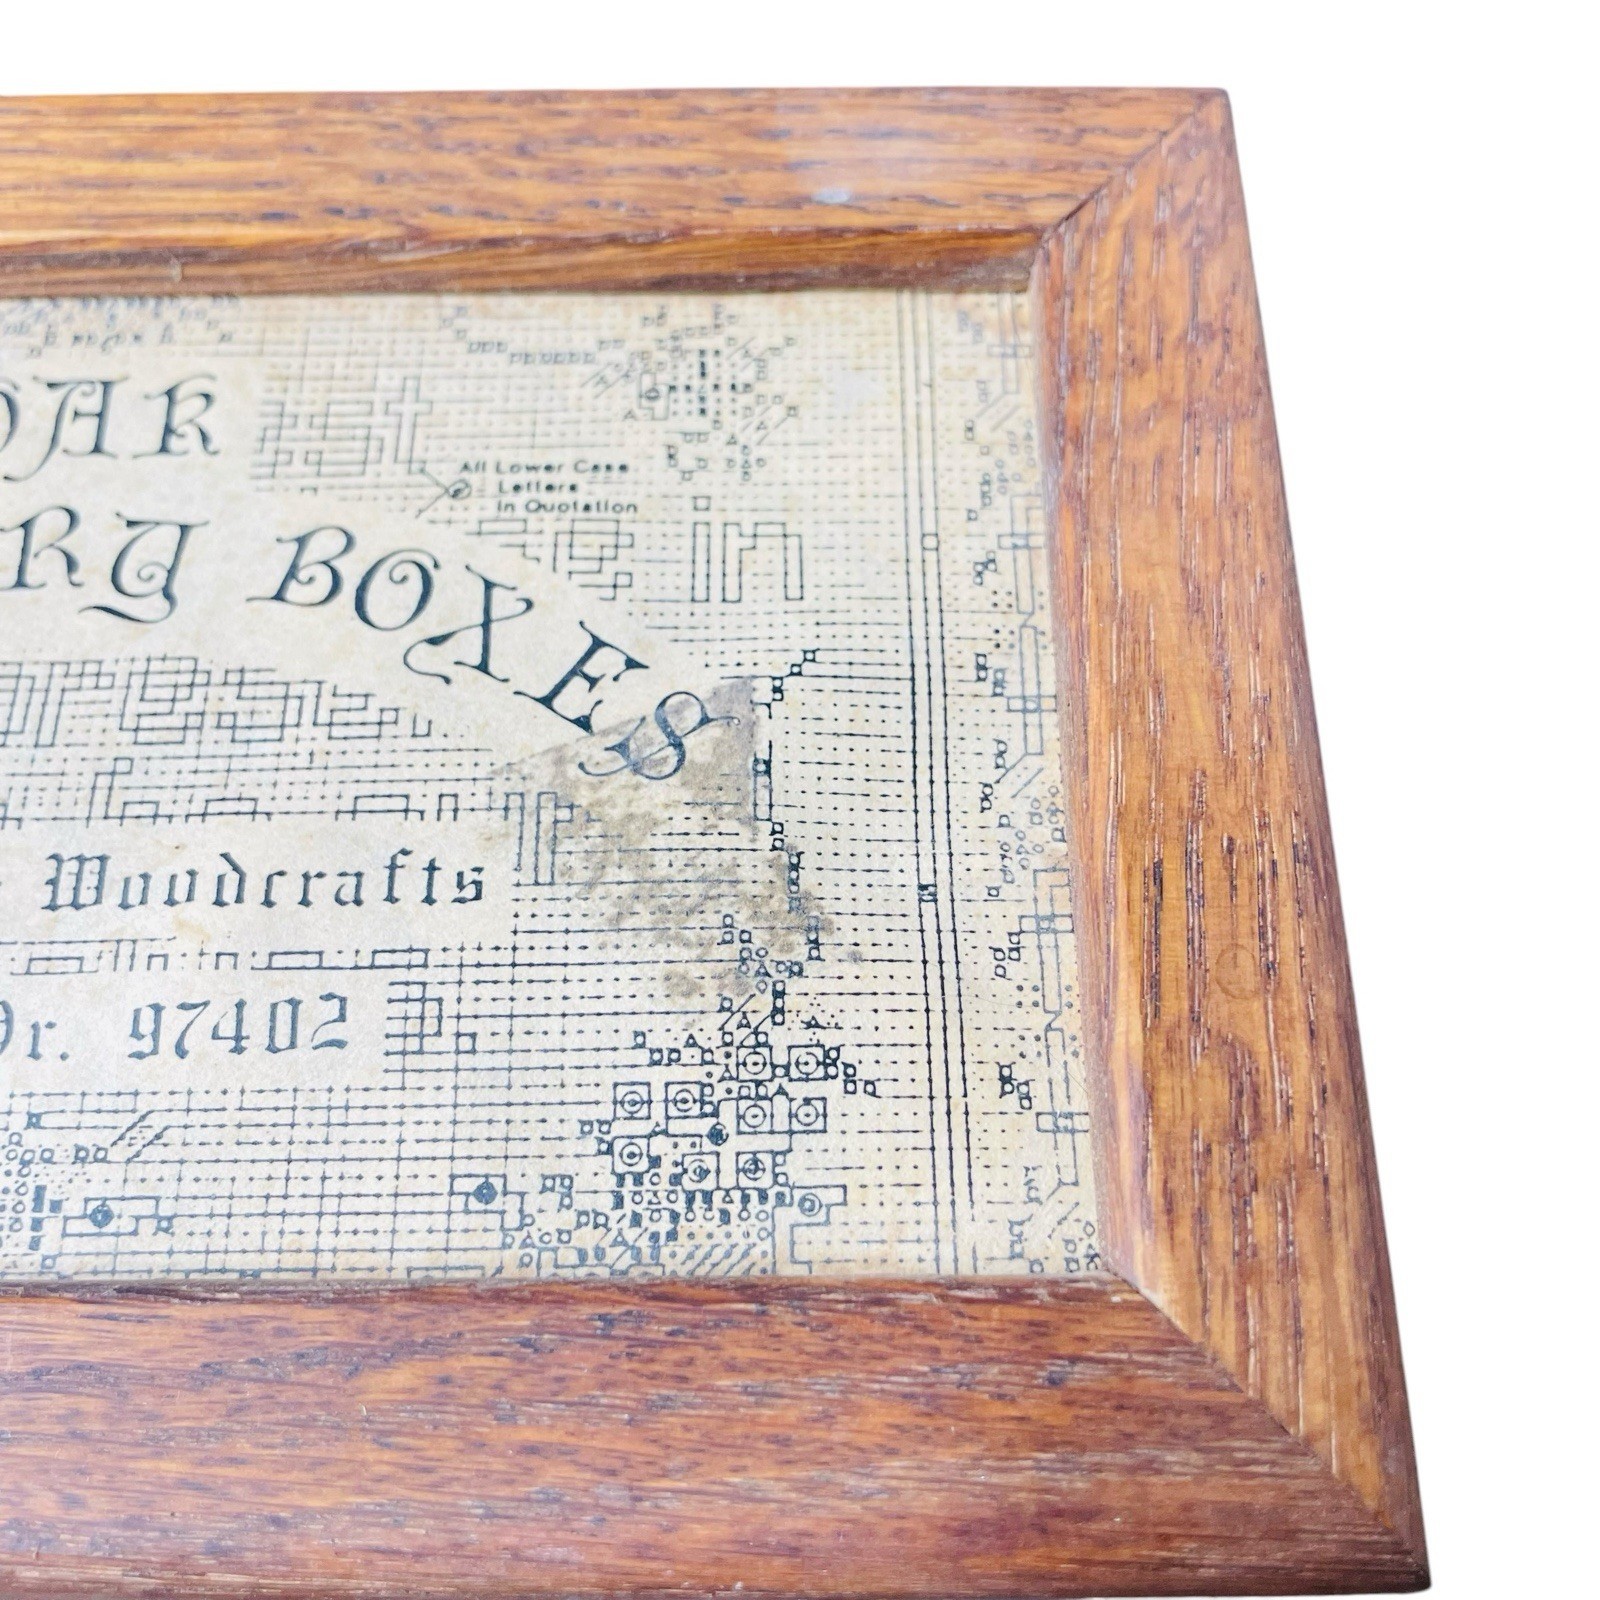 OAK
All Lower Case
Letters
In Quotation
RY BOXES
Woodcrafts
Or. 97402